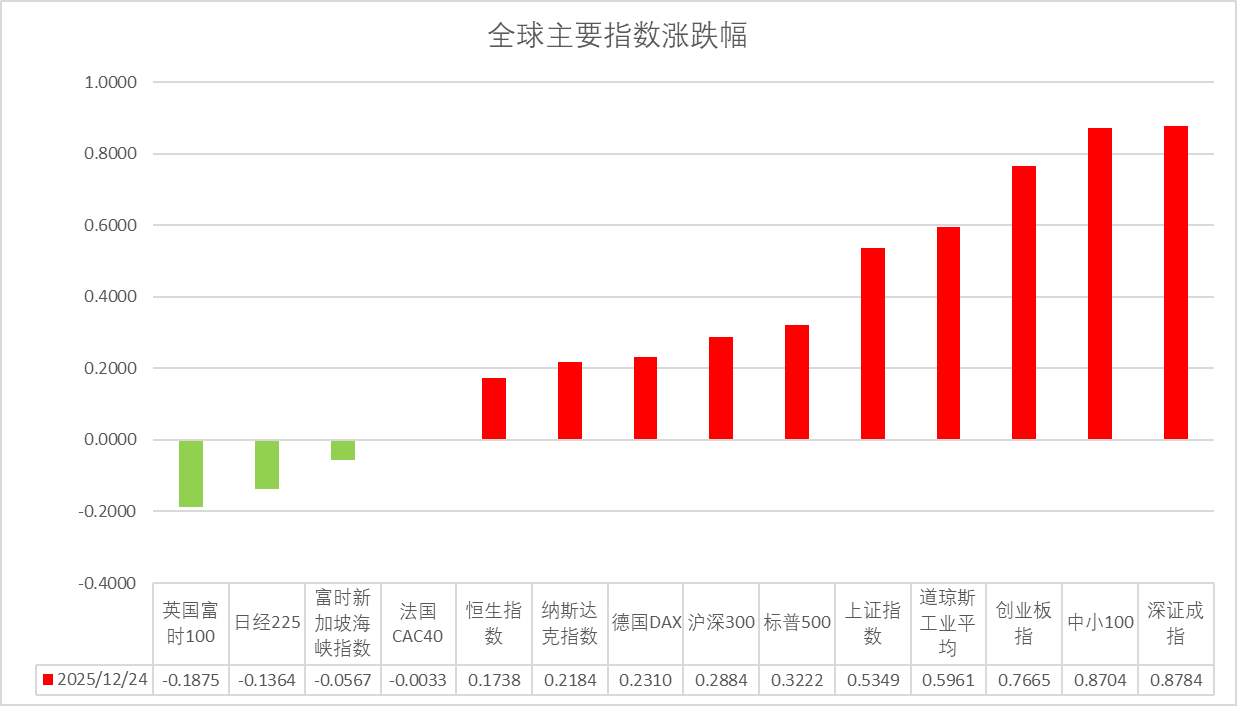 全球主要指数涨跌幅
1.0000
0.8000
0.6000
0.4000
0.2000
0.0000
-0.2000
-0.4000
英国富
时100
日经225
富时新
加坡海
峡指数
法国
CAC40
恒生指
数
纳斯达
克指数
德国DAX
沪深300
标普500
上证指
数
道琼斯
工业平
均
创业板
指
中小100
深证成
指
2025/12/24 -0.1875 -0.1364 -0.0567 -0.0033 0.1738 0.2184 0.2310 0.2884 0.3222 0.5349 0.5961 0.7665 0.8704 0.8784